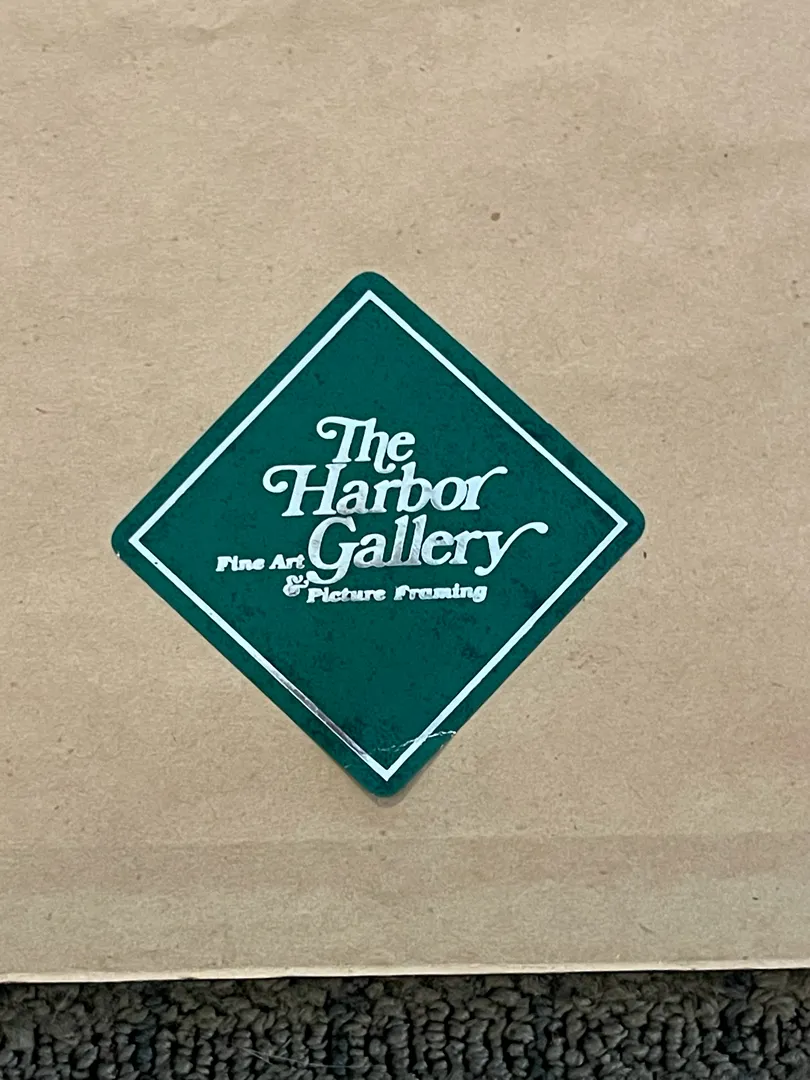 The
Harbor
Gallery
Fine Art
& Picture Framing